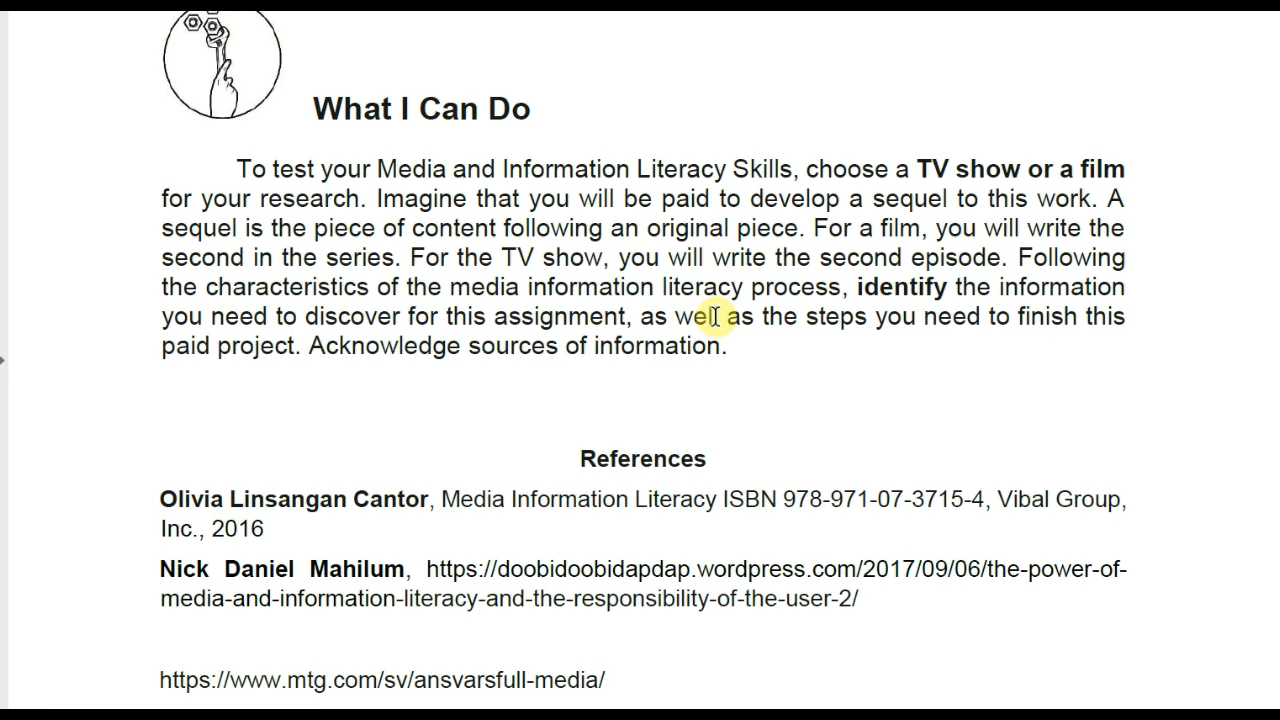 What I Can Do
To test your Media and Information Literacy Skills, choose a TV show or a film
for your research. Imagine that you will be paid to develop a sequel to this work. A
sequel is the piece of content following an original piece. For a film, you will write the
second in the series. For the TV show, you will write the second episode. Following
the characteristics of the media information literacy process, identify the information
you need to discover for this assignment, as well as the steps you need to finish this
paid project. Acknowledge sources of information.
References
Olivia Linsangan Cantor, Media Information Literacy ISBN 978-971-07-3715-4, Vibal Group,
Inc., 2016
Nick Daniel Mahilum, https://doobidoobidapdap.wordpress.com/2017/09/06/the-power-of-
media-and-information-literacy-and-the-responsibility-of-the-user-2/
https://www.mtg.com/sv/ansvarsfull-media/